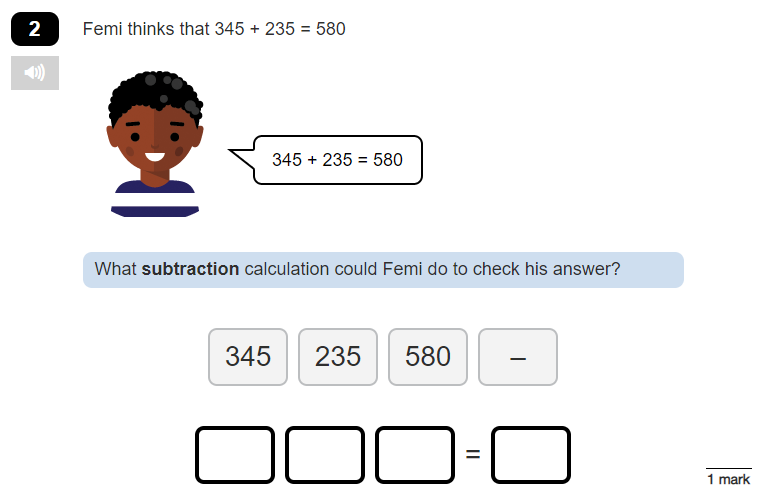 2
Femi thinks that 345 + 235 = 580
345 + 235 = 580
What subtraction calculation could Femi do to check his answer?
345 235 580 –
=
1 mark